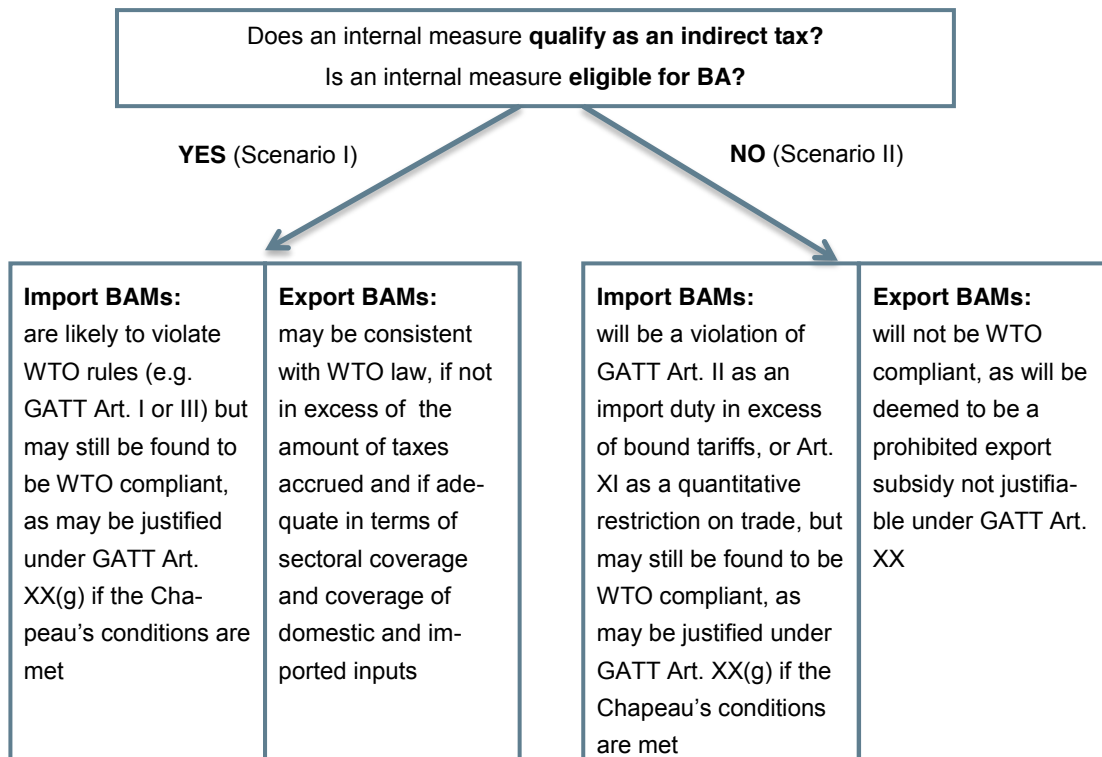 Does an internal measure qualify as an indirect tax?
Is an internal measure eligible for BA?
YES (Scenario I)
NO (Scenario II)
Import BAMs:
are likely to violate
WTO rules (e.g.
GATT Art. I or III) but
may still be found to
be WTO compliant,
as may be justified
under GATT Art.
XX(g) if the Cha-
peau’s conditions are
met
Export BAMs:
may be consistent
with WTO law, if not
in excess of the
amount of taxes
accrued and if ade-
quate in terms of
sectoral coverage
and coverage of
domestic and im-
ported inputs
Import BAMs:
will be a violation of
GATT Art. II as an
import duty in excess
of bound tariffs, or Art.
XI as a quantitative
restriction on trade, but
may still be found to be
WTO compliant, as
may be justified under
GATT Art. XX(g) if the
Chapeau’s conditions
are met
Export BAMs:
will not be WTO
compliant, as will be
deemed to be a
prohibited export
subsidy not justifia-
ble under GATT Art.
XX